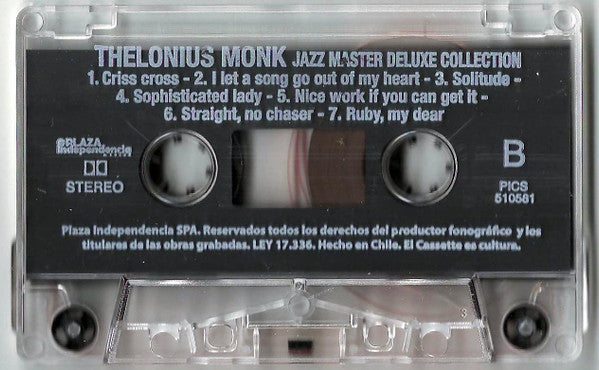 THELONIUS MONK JAZZ MASTER DELUXE COLLECTION
1. Criss cross - 2. I let a song go out of my heart - 3. Solitude -
4. Sophisticated lady - 5. Nice work if you can get it -
6. Straight, no chaser - 7. Ruby, my dear
PLAZA
Independencia
STEREO
B
PICS
510581
Plaza Independencia SPA. Reservados todos los derechos del productor fonográfico y los
titulares de las obras grabadas. LEY 17.336. Hecho en Chile. El Cassette es cultura.
3